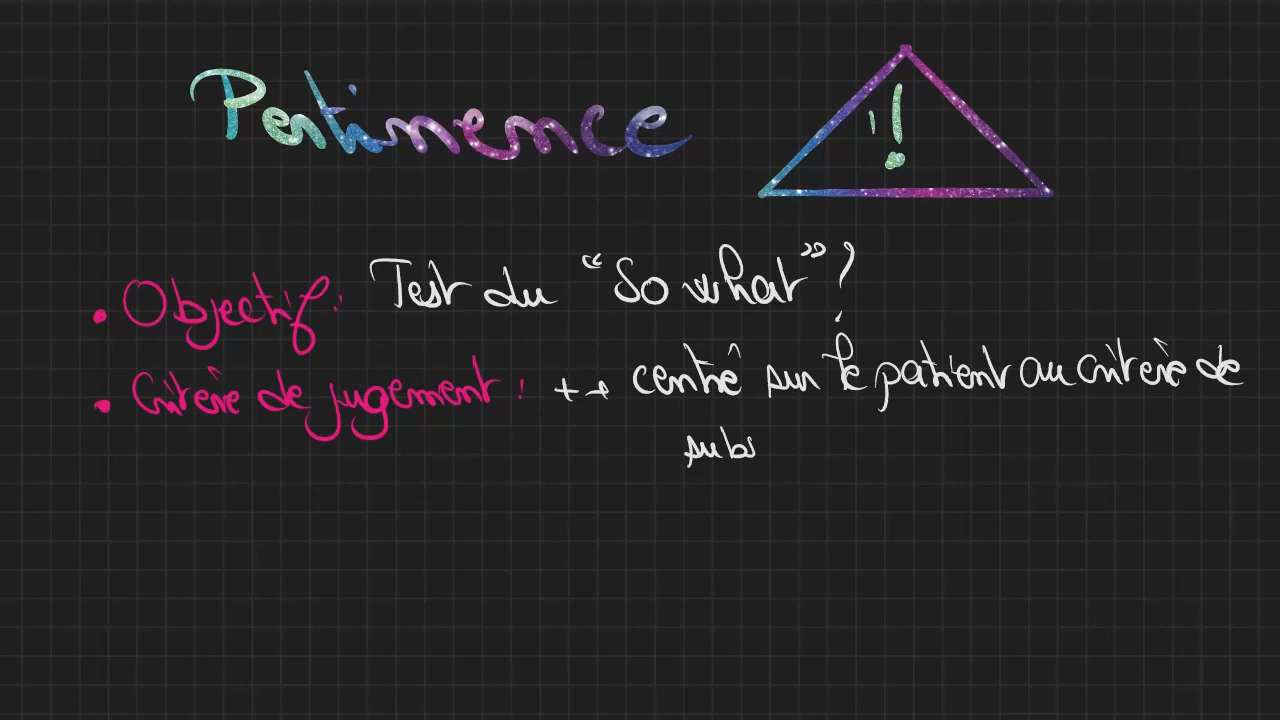 Pertinence !
• Objectif : Test du "So what" ?
• Critère de jugement : ++ centré sur le patient ou critère de
subs